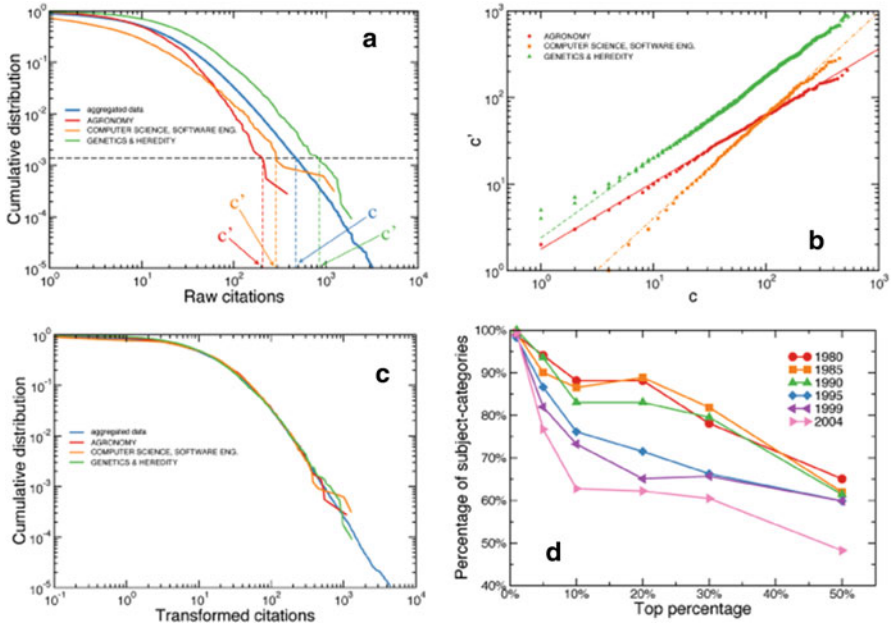 a
Cumulative distribution
10^0
10^-1
10^-2
10^-3
10^-4
10^-5
aggregated data
AGRONOMY
COMPUTER SCIENCE, SOFTWARE ENG.
GENETICS & HEREDITY
c'
c'
c
c'
10^0 10^1 10^2 10^3 10^4
Raw citations
b
c'
10^3
10^2
10^1
10^0
AGRONOMY
COMPUTER SCIENCE, SOFTWARE ENG.
GENETICS & HEREDITY
10^0 10^1 10^2 10^3
c
c
Cumulative distribution
10^0
10^-1
10^-2
10^-3
10^-4
10^-5
aggregated data
AGRONOMY
COMPUTER SCIENCE, SOFTWARE ENG.
GENETICS & HEREDITY
10^-1 10^0 10^1 10^2 10^3 10^4
Transformed citations
d
Percentage of subject-categories
100%
90%
80%
70%
60%
50%
40%
1980
1985
1990
1995
1999
2004
0% 10% 20% 30% 40% 50%
Top percentage